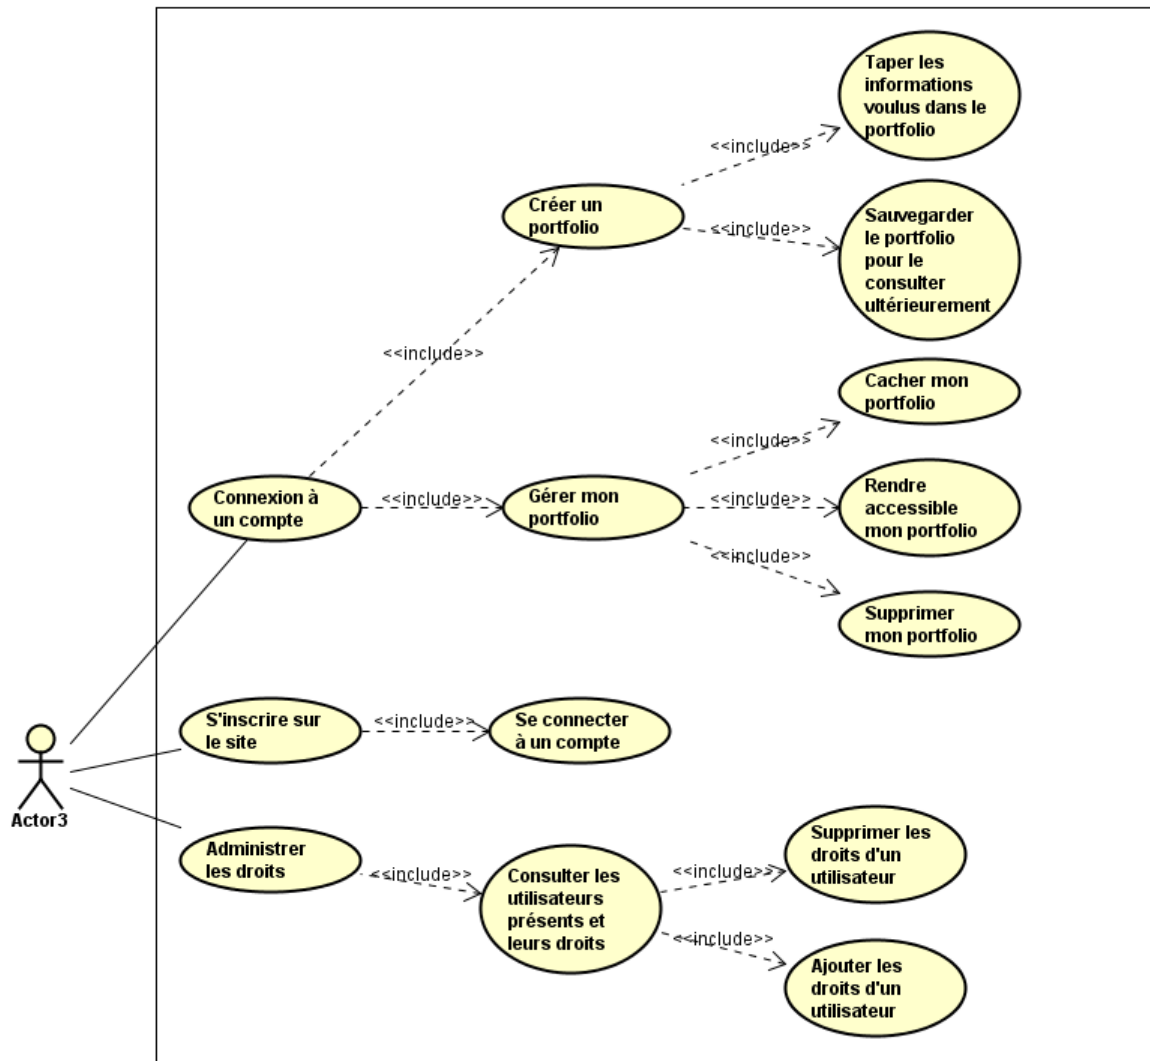 Taper les
informations
voulus dans le
portfolio
<<include>>
Créer un
portfolio
<<include>>
Sauvegarder
le portfolio
pour le
consulter
ultérieurement
<<include>>
Cacher mon
portfolio
<<include>>
Connexion à
un compte
<<include>>
Gérer mon
portfolio
<<include>>
Rendre
accessible
mon portfolio
<<include>>
Supprimer
mon portfolio
S'inscrire sur
le site
<<include>>
Se connecter
à un compte
Actor3
Administrer
les droits
<<include>>
Consulter les
utilisateurs
présents et
leurs droits
<<include>>
Supprimer les
droits d'un
utilisateur
<<include>>
Ajouter les
droits d'un
utilisateur